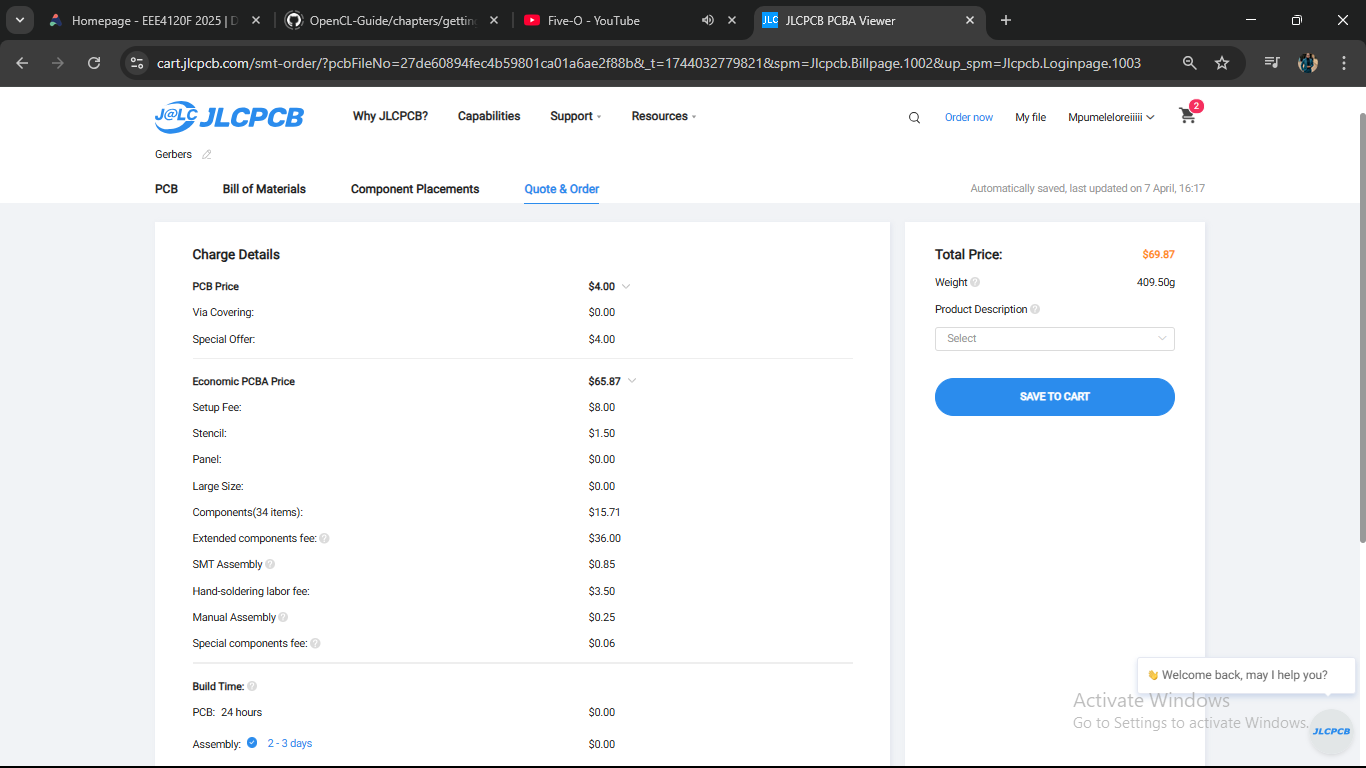 Homepage - EEE4120F 2025 | D
OpenCL-Guide/chapters/gettin
Five-O - YouTube
JLC JLCPCB PCBA Viewer
cart.jlcpcb.com/smt-order/?pcbFileNo=27de60894fec4b59801ca01a6ae2f88b&_t=1744032779821&spm=Jlcpcb.Billpage.1002&up_spm=Jlcpcb.Loginpage.1003
J@LC JLCPCB
Why JLCPCB?
Capabilities
Support
Resources
Order now
My file
Mpumeleloreiiiii
2
Gerbers
PCB
Bill of Materials
Component Placements
Quote & Order
Automatically saved, last updated on 7 April, 16:17
Charge Details
PCB Price $4.00
Via Covering: $0.00
Special Offer: $4.00
Economic PCBA Price $65.87
Setup Fee: $8.00
Stencil: $1.50
Panel: $0.00
Large Size: $0.00
Components(34 items): $15.71
Extended components fee: ? $36.00
SMT Assembly ? $0.85
Hand-soldering labor fee: $3.50
Manual Assembly ? $0.25
Special components fee: ? $0.06
Build Time: ?
PCB: 24 hours $0.00
Assembly: 2 - 3 days $0.00
Total Price: $69.87
Weight ? 409.50g
Product Description ?
Select
SAVE TO CART
👋 Welcome back, may I help you?
Activate Windows
Go to Settings to activate Windows.
JLCPCB